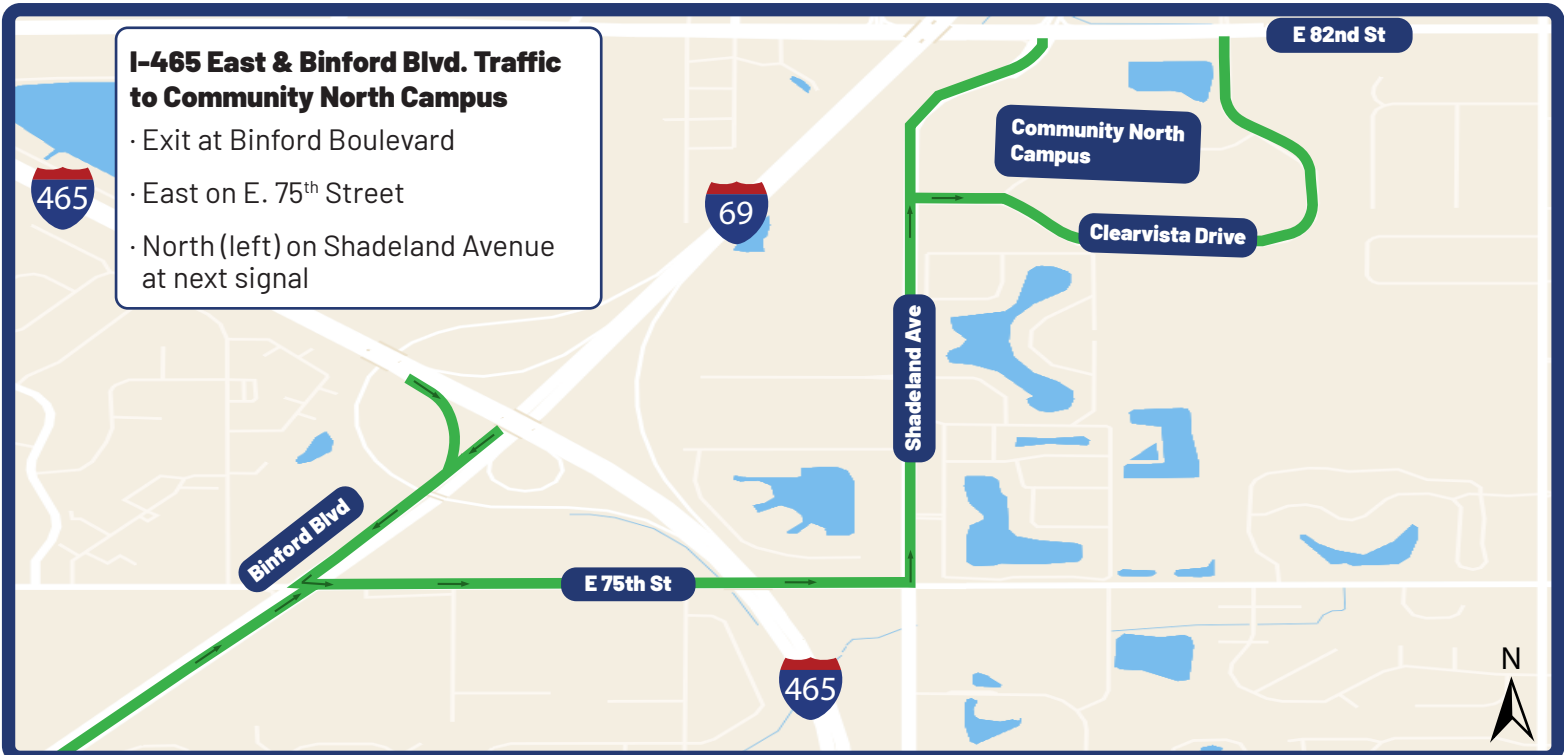 E 82nd St
I-465 East & Binford Blvd. Traffic
to Community North Campus
· Exit at Binford Boulevard
· East on E. 75th Street
· North (left) on Shadeland Avenue
at next signal
465
69
Community North
Campus
Clearvista Drive
Shadeland Ave
Binford Blvd
E 75th St
465
N